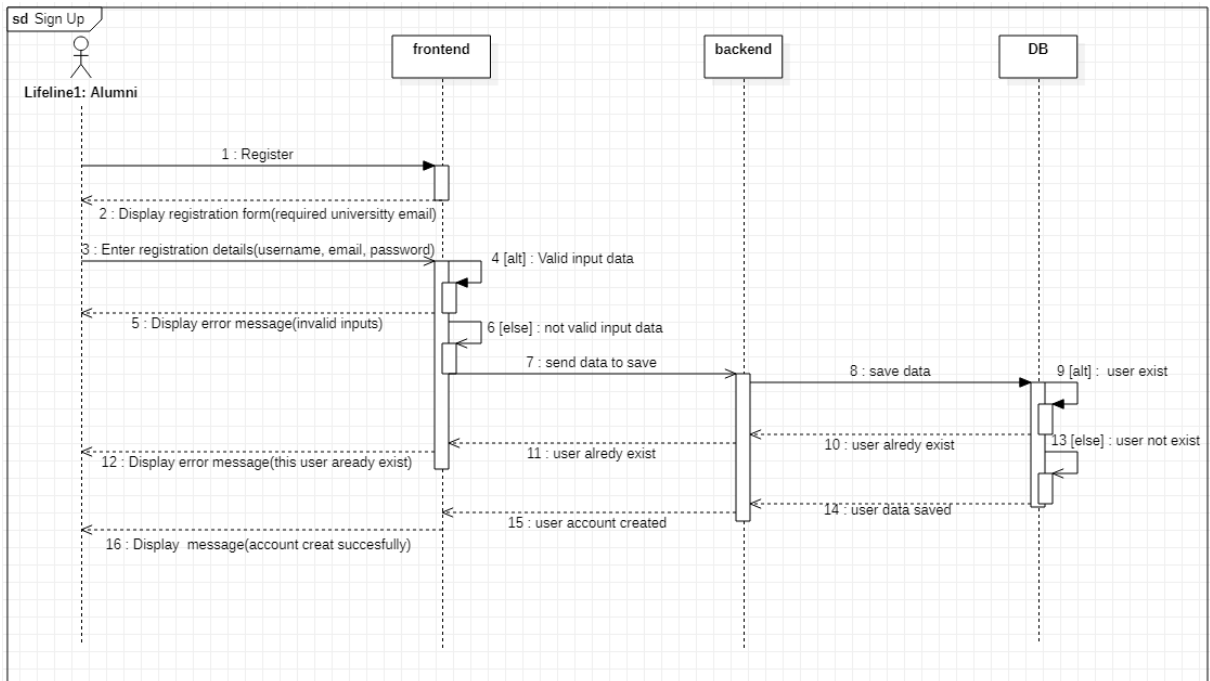 sd Sign Up
frontend
backend
DB
Lifeline1: Alumni
1 : Register
2 : Display registration form(required universitty email)
3 : Enter registration details(username, email, password)
4 [alt] : Valid input data
5 : Display error message(invalid inputs)
6 [else] : not valid input data
7 : send data to save
8 : save data
9 [alt] : user exist
10 : user alredy exist
11 : user alredy exist
12 : Display error message(this user aready exist)
13 [else] : user not exist
14 : user data saved
15 : user account created
16 : Display message(account creat succesfully)